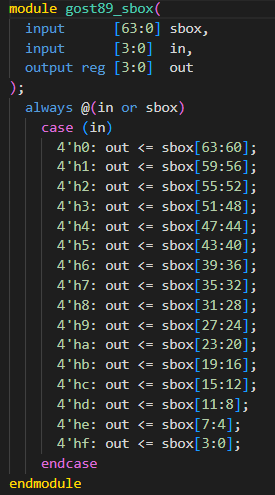 module gost89_sbox(
  input      [63:0] sbox,
  input      [3:0]  in,
  output reg [3:0]  out
);
  always @(in or sbox)
    case (in)
      4'h0: out <= sbox[63:60];
      4'h1: out <= sbox[59:56];
      4'h2: out <= sbox[55:52];
      4'h3: out <= sbox[51:48];
      4'h4: out <= sbox[47:44];
      4'h5: out <= sbox[43:40];
      4'h6: out <= sbox[39:36];
      4'h7: out <= sbox[35:32];
      4'h8: out <= sbox[31:28];
      4'h9: out <= sbox[27:24];
      4'ha: out <= sbox[23:20];
      4'hb: out <= sbox[19:16];
      4'hc: out <= sbox[15:12];
      4'hd: out <= sbox[11:8];
      4'he: out <= sbox[7:4];
      4'hf: out <= sbox[3:0];
    endcase
endmodule